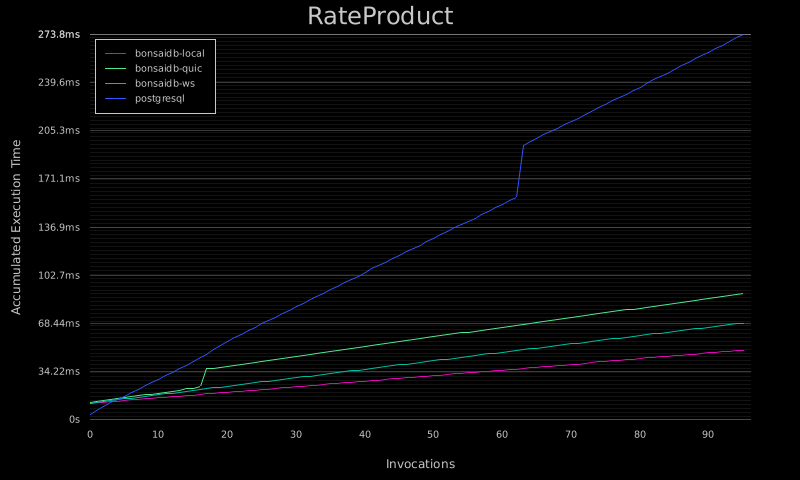 RateProduct
273.8ms
bonsaidb-local
bonsaidb-quic
bonsaidb-ws
postgresql
239.6ms
205.3ms
171.1ms
136.9ms
102.7ms
68.44ms
34.22ms
0s
Accumulated Execution Time
0 10 20 30 40 50 60 70 80 90
Invocations